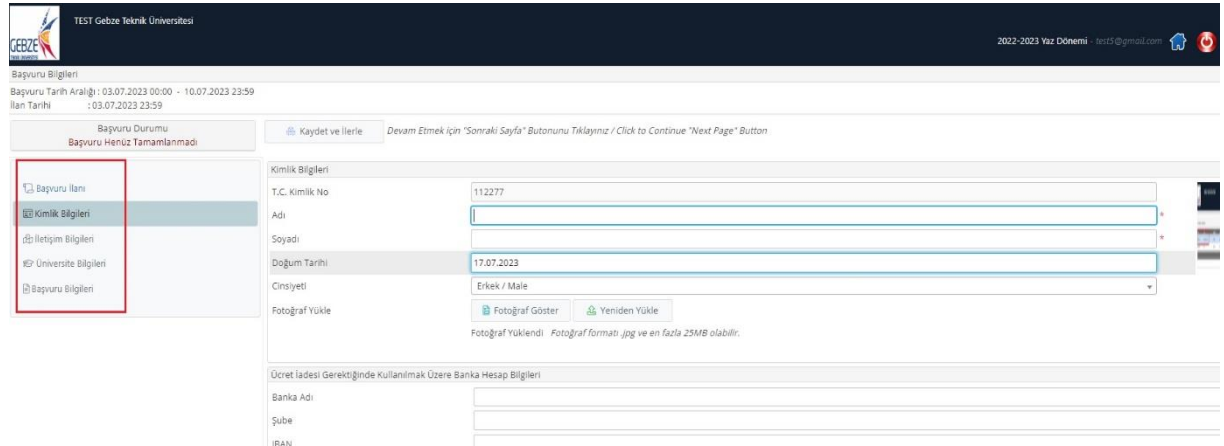 TEST Gebze Teknik Üniversitesi
GEBZE
2022-2023 Yaz Dönemi - test5@gmail.com
Başvuru Bilgileri
Başvuru Tarih Aralığı : 03.07.2023 00:00 - 10.07.2023 23:59
İlan Tarihi : 03.07.2023 23:59
Başvuru Durumu
Başvuru Henüz Tamamlanmadı
Kaydet ve İlerle
Devam Etmek için "Sonraki Sayfa" Butonunu Tıklayınız / Click to Continue "Next Page" Button
Başvuru İlanı
Kimlik Bilgileri
İletişim Bilgileri
Üniversite Bilgileri
Başvuru Bilgileri
Kimlik Bilgileri
T.C. Kimlik No 112277
Adı *
Soyadı *
Doğum Tarihi 17.07.2023
Cinsiyeti Erkek / Male
Fotoğraf Yükle Fotoğraf Göster Yeniden Yükle
Fotoğraf Yüklendi Fotoğraf formatı .jpg ve en fazla 25MB olabilir.
Ücret İadesi Gerektiğinde Kullanılmak Üzere Banka Hesap Bilgileri
Banka Adı
Şube
IBAN